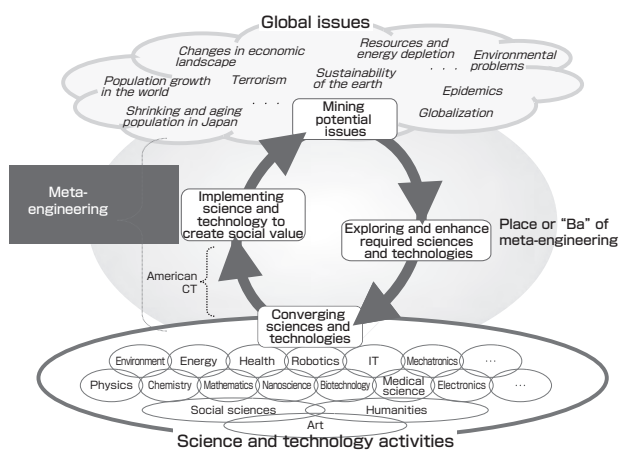 Global issues
Changes in economic
landscape
Resources and
energy depletion
Environmental
problems
. . .
Population growth
in the world
Terrorism
Sustainability
of the earth
Epidemics
. . .
Shrinking and aging
population in Japan
Globalization
Mining
potential
issues
Meta-
engineering
Implementing
science and
technology to
create social value
Exploring and enhance
required sciences
and technologies
Place or “Ba” of
meta-engineering
American
CT
Converging
sciences and
technologies
Environment Energy Health Robotics IT Mechatronics ...
Physics Chemistry Mathematics Nanoscience Biotechnology Medical
science Electronics ...
Social sciences Humanities
Art
Science and technology activities